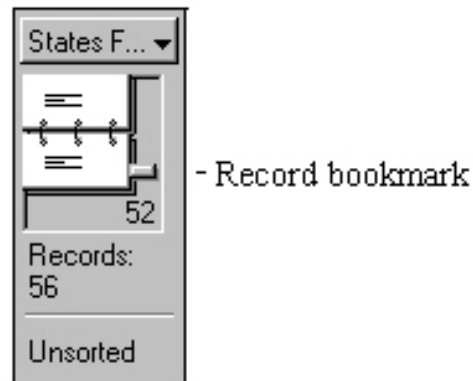 States F...
- Record bookmark
52
Records:
56
Unsorted